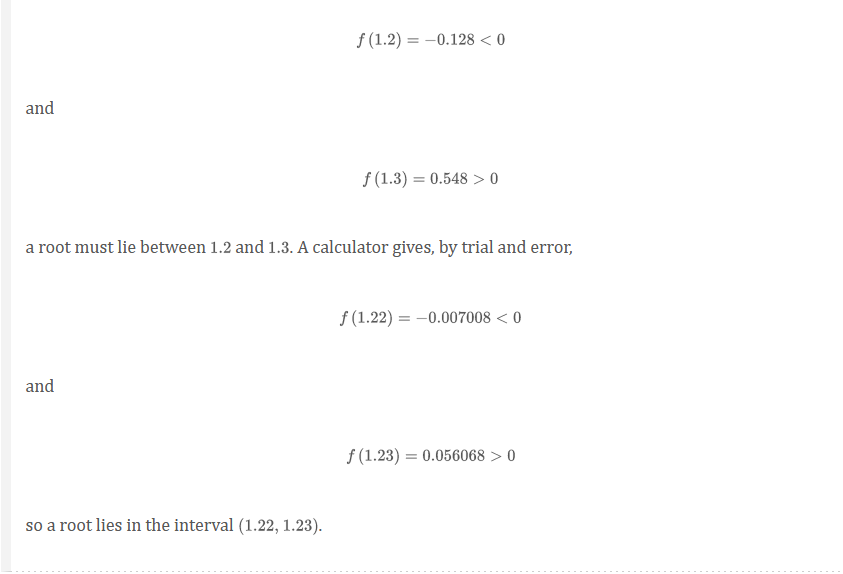 f (1.2) = −0.128 < 0
and
f (1.3) = 0.548 > 0
a root must lie between 1.2 and 1.3. A calculator gives, by trial and error,
f (1.22) = −0.007008 < 0
and
f (1.23) = 0.056068 > 0
so a root lies in the interval (1.22, 1.23).